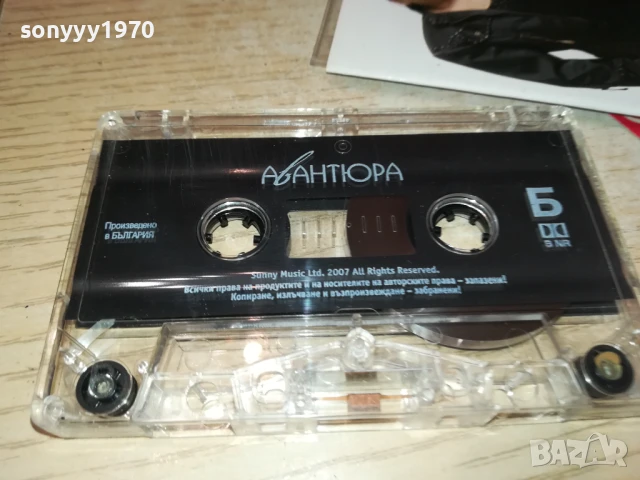 sonyyy1970
АвАНТЮРА
Произведено
в БЪЛГАРИЯ
Б
B NR
Sunny Music Ltd. 2007 All Rights Reserved.
Всички права на продуктите и на носителите на авторските права – запазени!
Копиране, излъчване и възпроизвеждане – забранени!
BAZAR